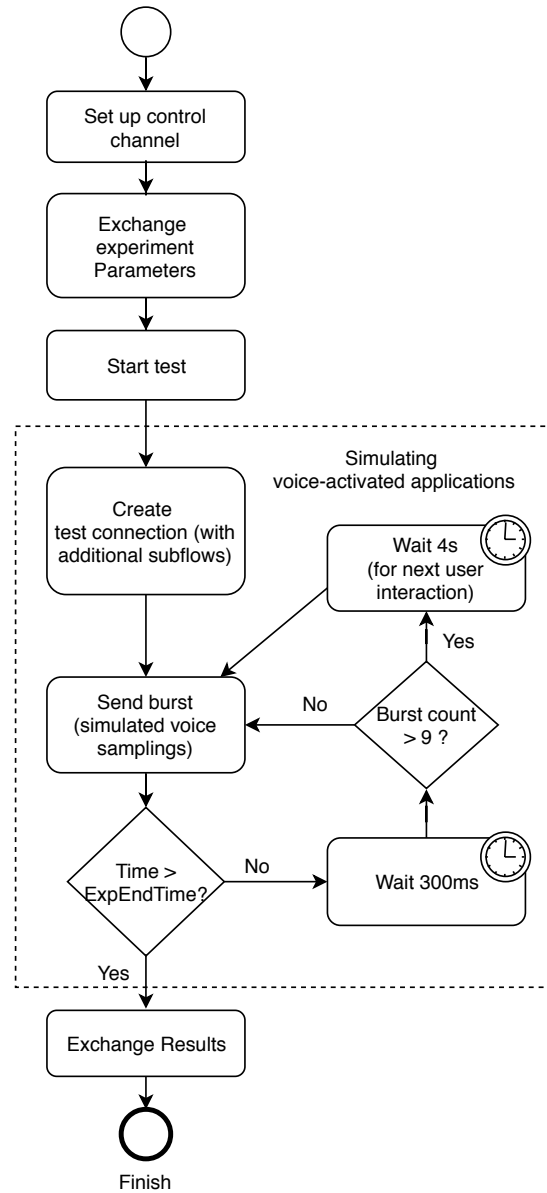 Set up control
channel
Exchange
experiment
Parameters
Start test
Simulating
voice-activated applications
Create
test connection (with
additional subflows)
Wait 4s
(for next user
interaction)
Yes
Send burst
(simulated voice
samplings)
No
Burst count
> 9 ?
Time >
ExpEndTime?
No
Wait 300ms
Yes
Exchange Results
Finish